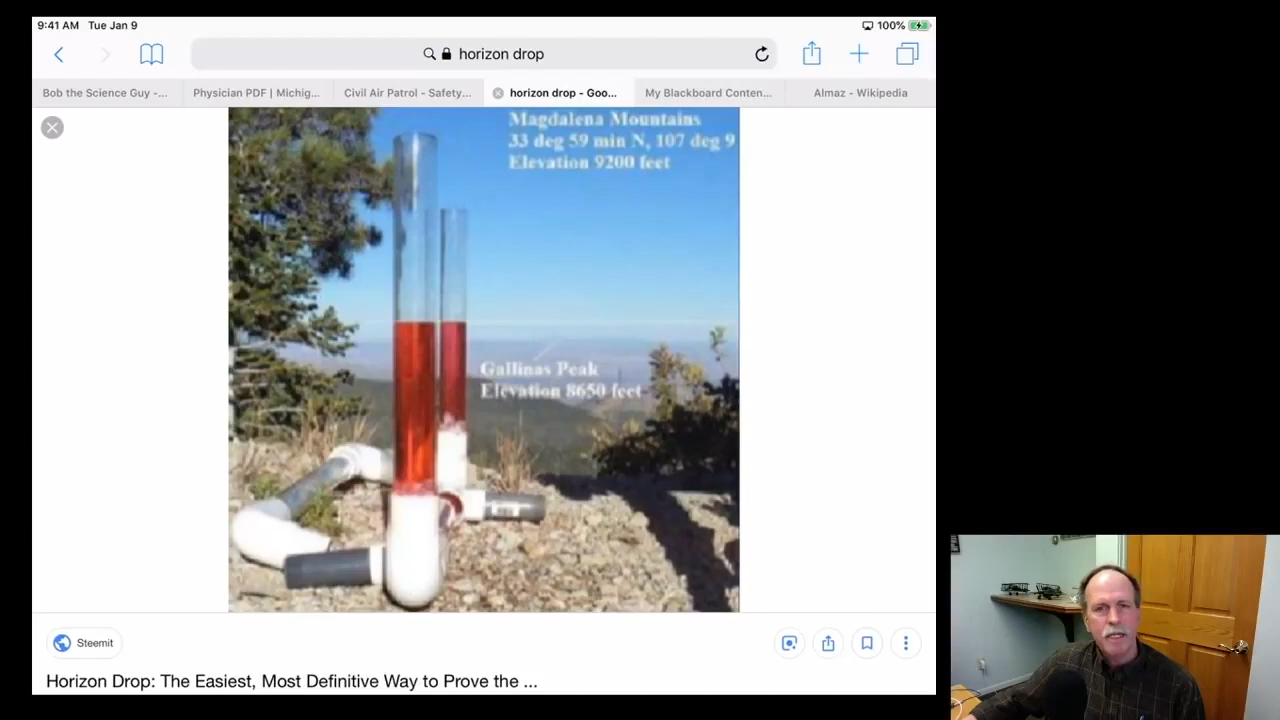 9:41 AM Tue Jan 9
100%
horizon drop
Bob the Science Guy -...
Physician PDF | Michig...
Civil Air Patrol - Safety...
horizon drop - Goo...
My Blackboard Conten...
Almaz - Wikipedia
Magdalena Mountains
33 deg 59 min N, 107 deg 9
Elevation 9200 feet
Gallinas Peak
Elevation 8650 feet
Steemit
Horizon Drop: The Easiest, Most Definitive Way to Prove the ...